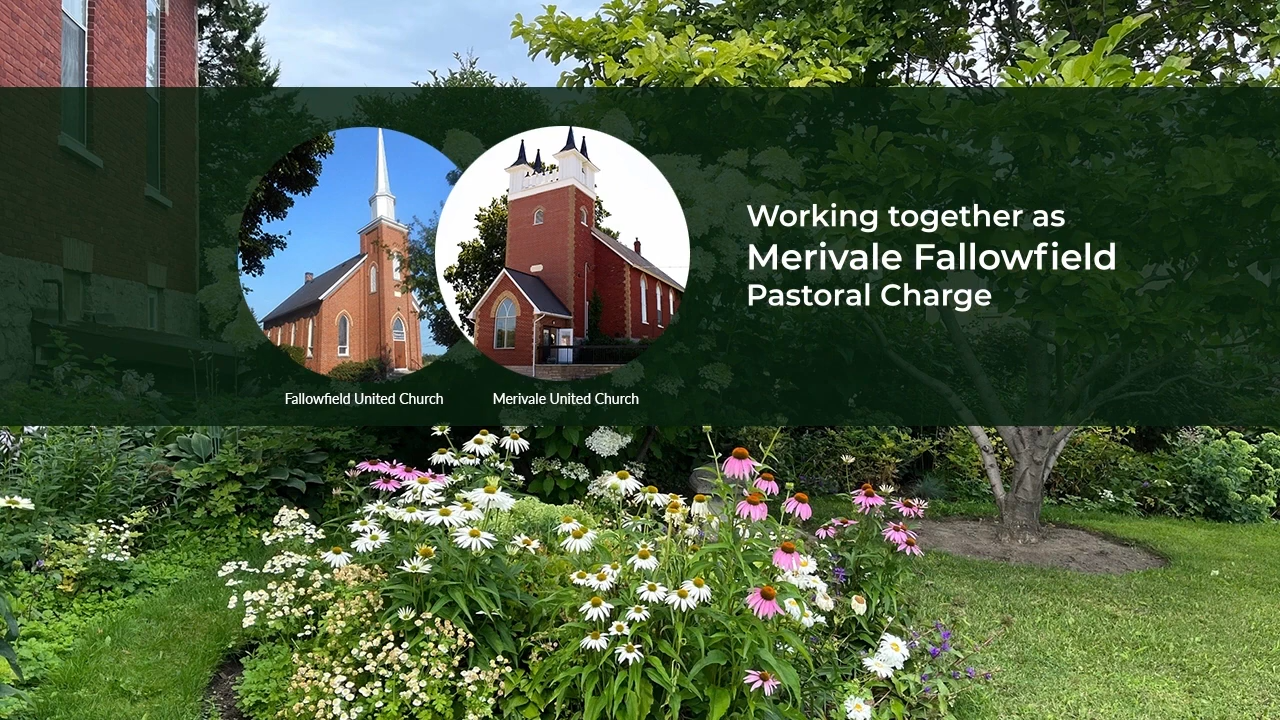 Working together as
Merivale Fallowfield
Pastoral Charge
Fallowfield United Church
Merivale United Church